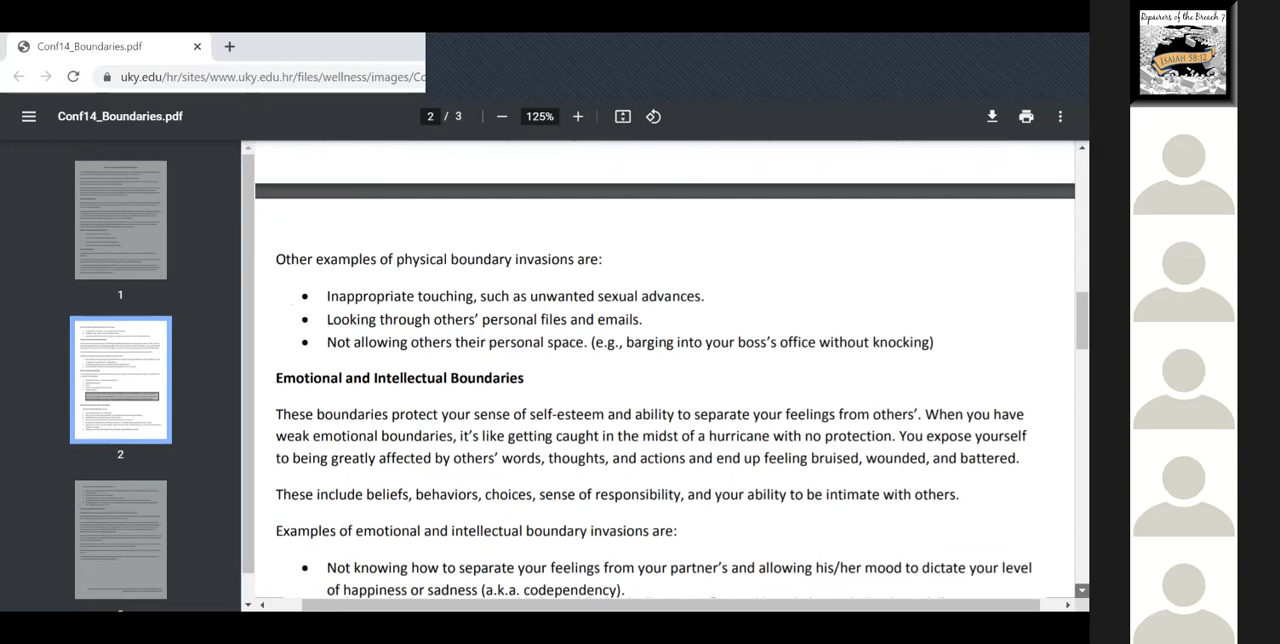 Conf14_Boundaries.pdf
uky.edu/hr/sites/www.uky.edu.hr/files/wellness/images/Co
Conf14_Boundaries.pdf
2 / 3
125%
Repairers of the Breach 7
ISAIAH 58:12
1
2
Other examples of physical boundary invasions are:
• Inappropriate touching, such as unwanted sexual advances.
• Looking through others’ personal files and emails.
• Not allowing others their personal space. (e.g., barging into your boss’s office without knocking)
Emotional and Intellectual Boundaries
These boundaries protect your sense of self-esteem and ability to separate your feelings from others’. When you have
weak emotional boundaries, it’s like getting caught in the midst of a hurricane with no protection. You expose yourself
to being greatly affected by others’ words, thoughts, and actions and end up feeling bruised, wounded, and battered.
These include beliefs, behaviors, choices, sense of responsibility, and your ability to be intimate with others.
Examples of emotional and intellectual boundary invasions are:
• Not knowing how to separate your feelings from your partner’s and allowing his/her mood to dictate your level
of happiness or sadness (a.k.a. codependency).